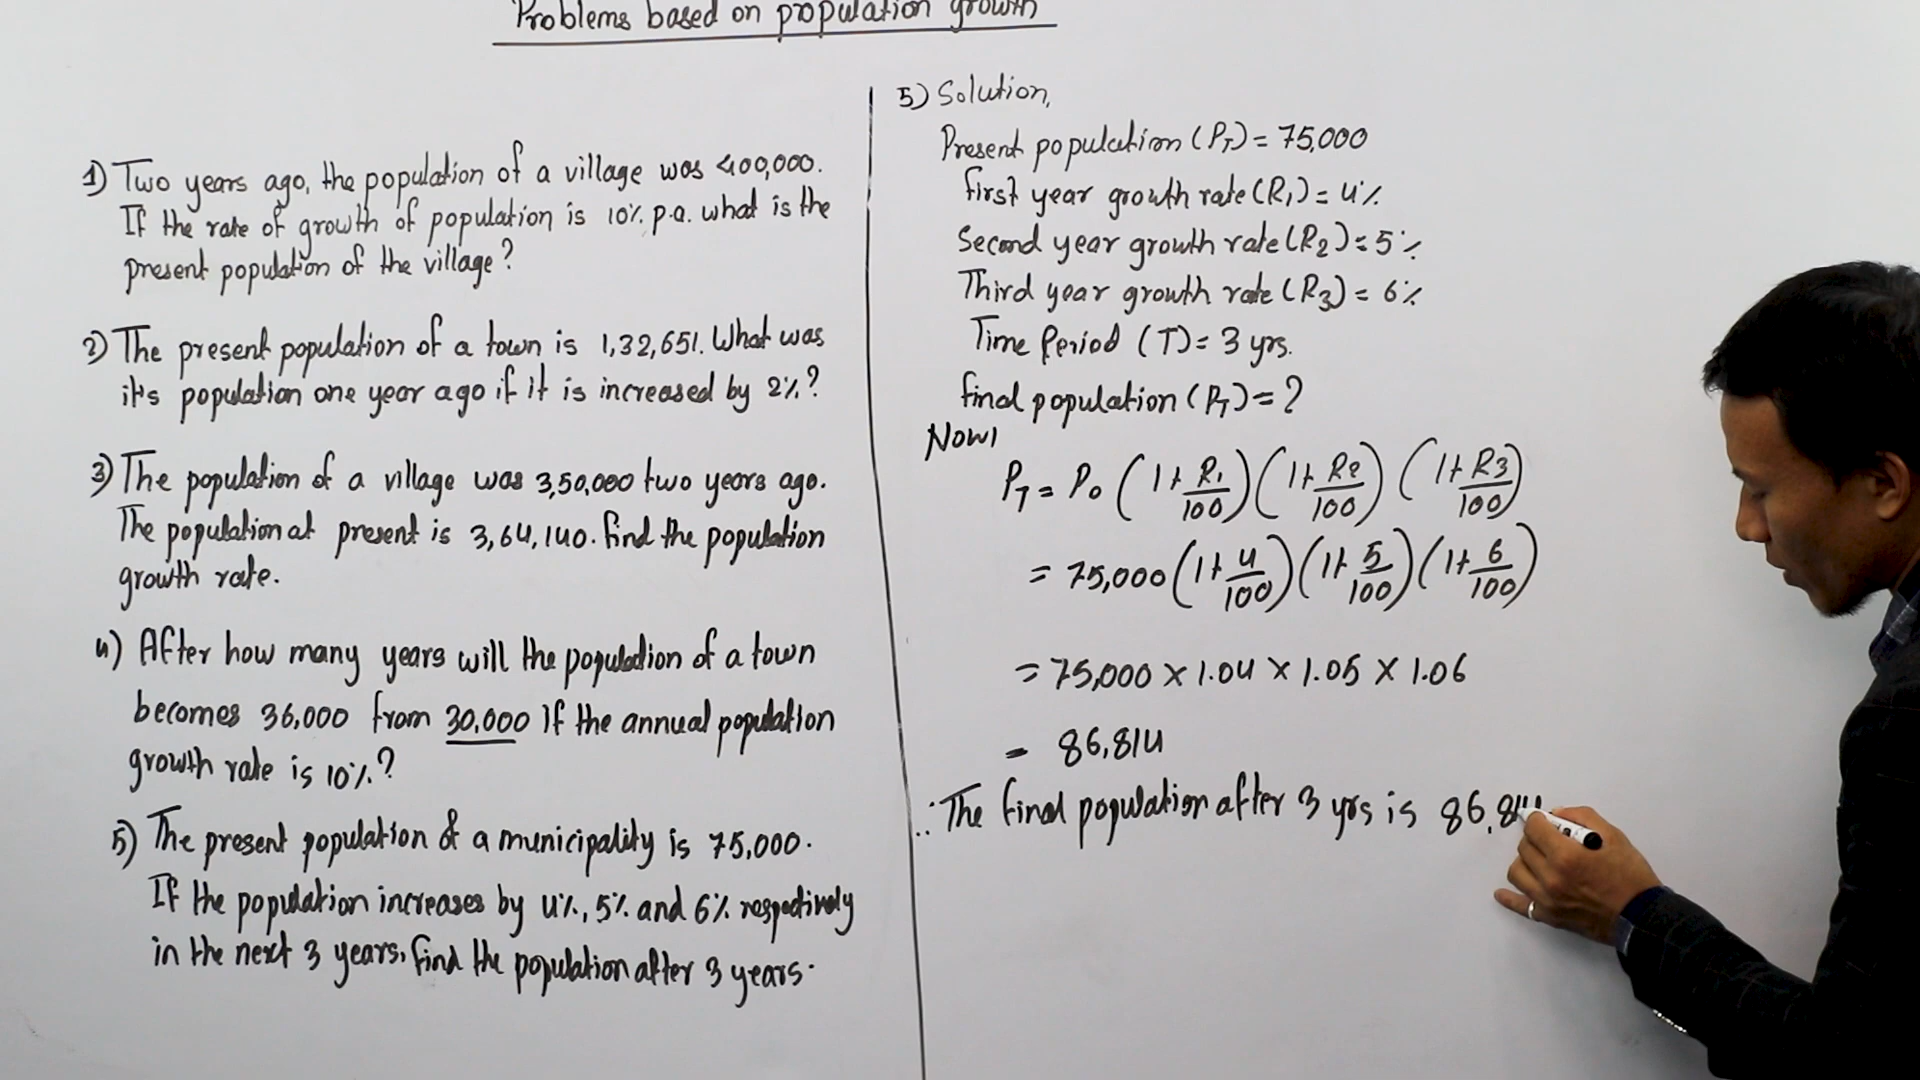 Problems based on population growth
1) Two years ago, the population of a village was 400,000.
If the rate of growth of population is 10% p.a. what is the
present population of the village?
2) The present population of a town is 1,32,651. What was
it's population one year ago if it is increased by 2%?
3) The population of a village was 3,50,000 two years ago.
The population at present is 3,64,140. find the population
growth rate.
4) After how many years will the population of a town
becomes 36,000 from 30,000 if the annual population
growth rate is 10%?
5) The present population of a municipality is 75,000.
If the population increases by 4%, 5% and 6% respectively
in the next 3 years, find the population after 3 years.
5) Solution,
Present population (PT) = 75,000
first year growth rate (R1) = 4%
Second year growth rate (R2) = 5%
Third year growth rate (R3) = 6%
Time Period (T) = 3 yrs.
final population (PT) = ?
Now,
PT = P0 (1 + R1/100) (1 + R2/100) (1 + R3/100)
= 75,000 (1 + 4/100) (1 + 5/100) (1 + 6/100)
= 75,000 × 1.04 × 1.05 × 1.06
= 86,814
∴ The final population after 3 yrs is 86,814